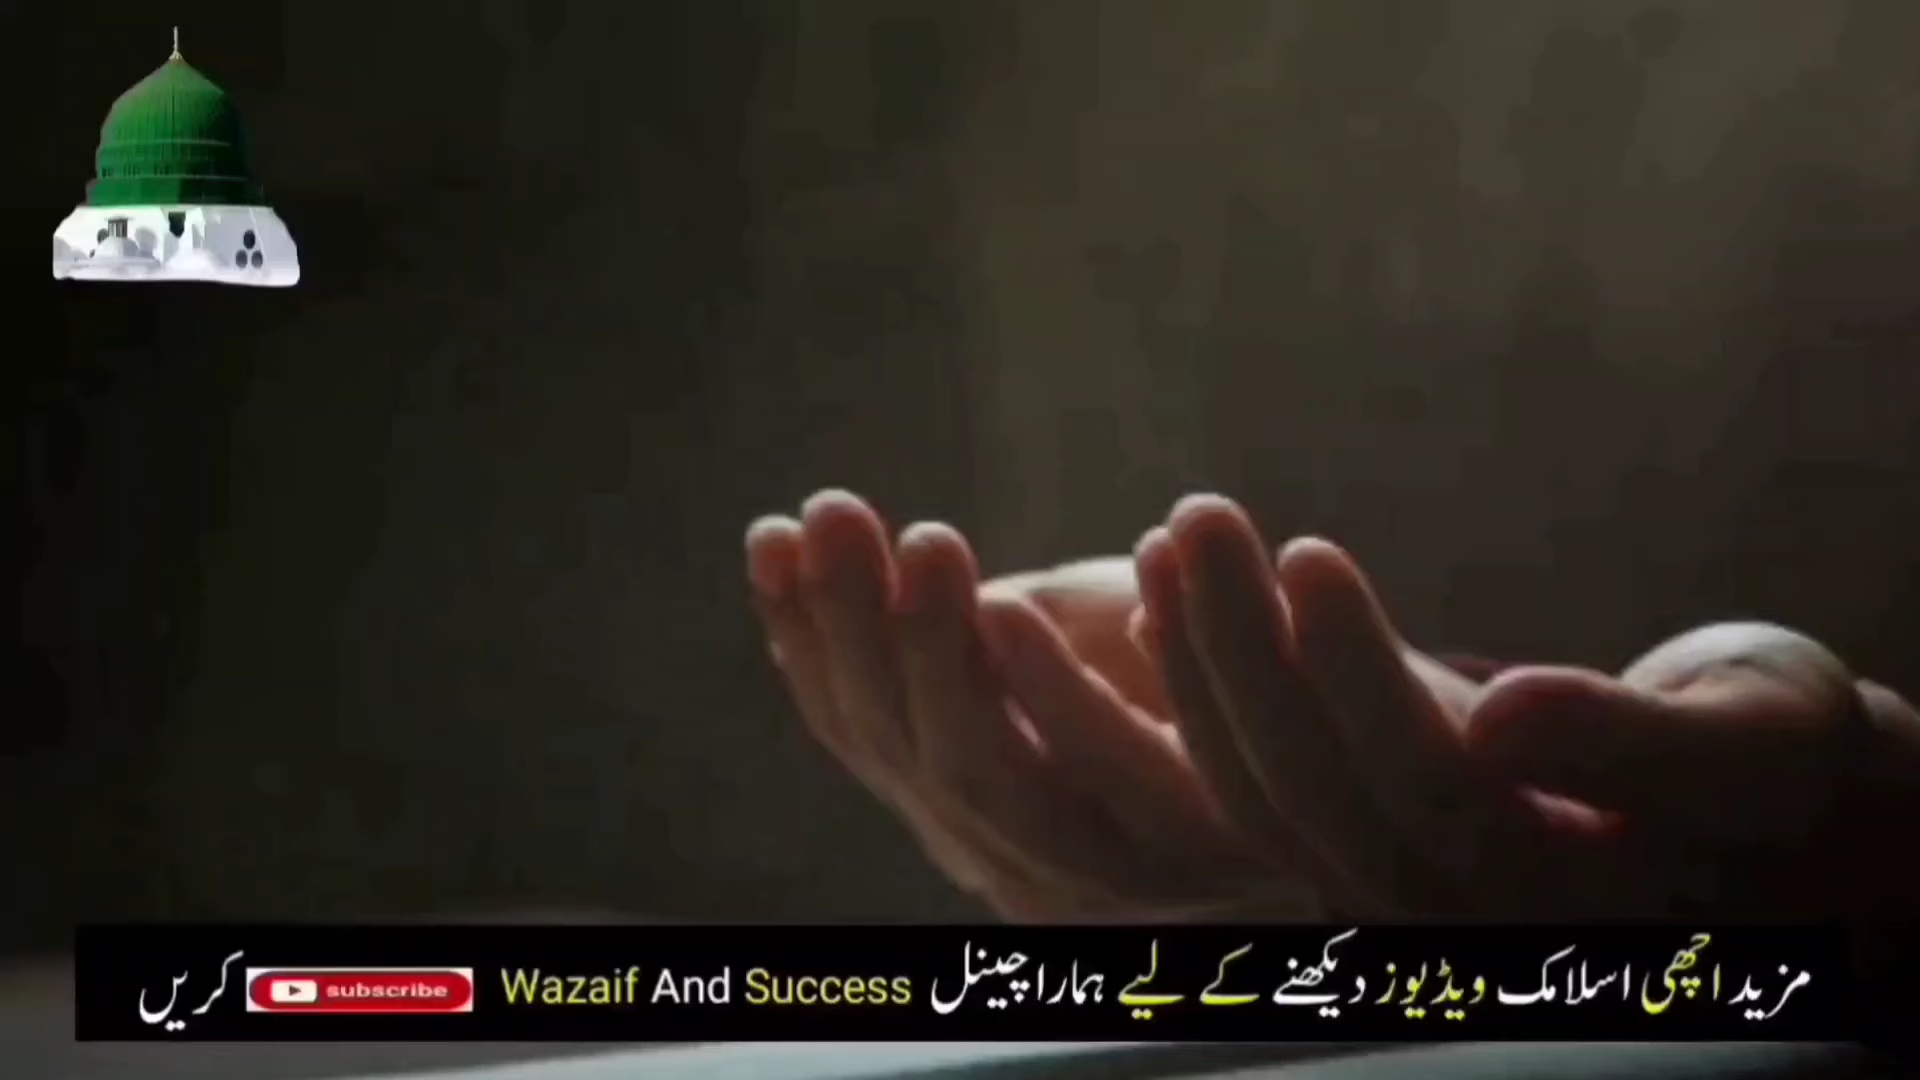 مزید اچھی اسلامک ویڈیوز دیکھنے کے لیے ہمارا چینل Wazaif And Success subscribe کریں